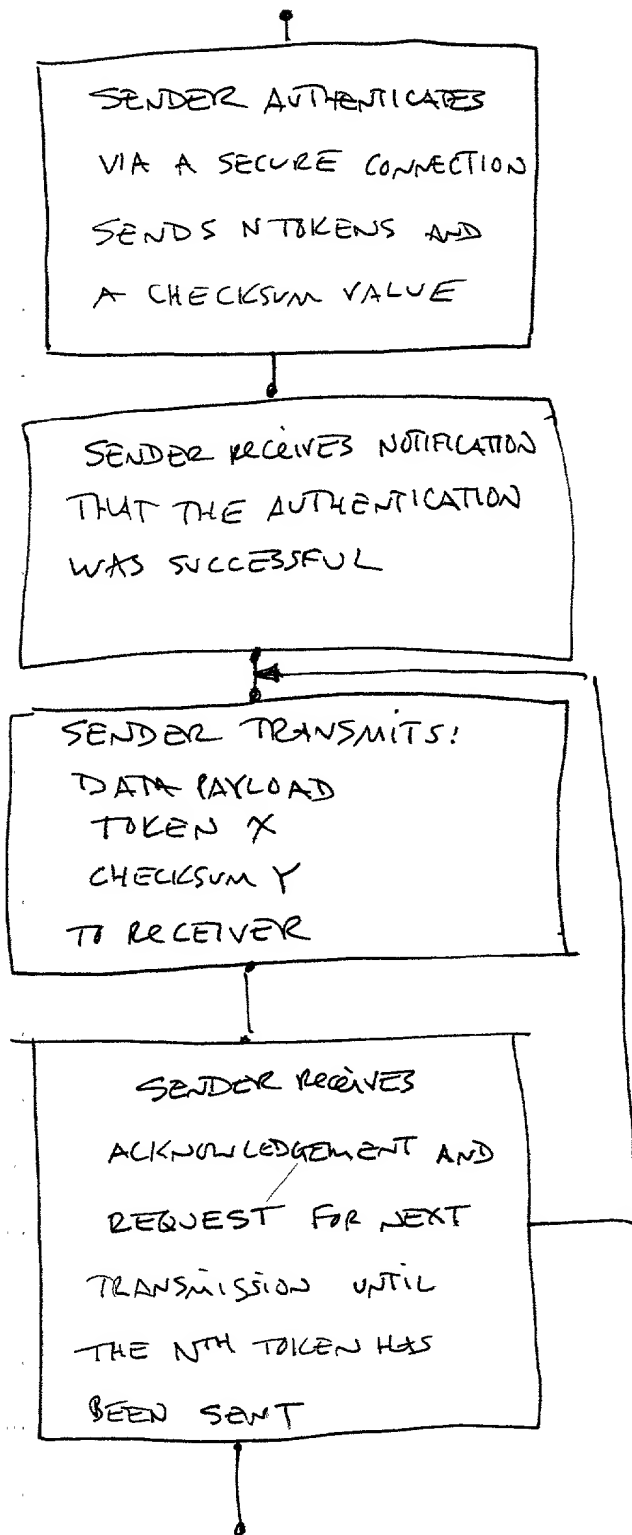 SENDER AUTHENTICATES
VIA A SECURE CONNECTION
SENDS N TOKENS AND
A CHECKSUM VALUE
SENDER RECEIVES NOTIFICATION
THAT THE AUTHENTICATION
WAS SUCCESSFUL
SENDER TRANSMITS:
DATA PAYLOAD
TOKEN X
CHECKSUM Y
TO RECEIVER
SENDER RECEIVES
ACKNOWLEDGEMENT AND
REQUEST FOR NEXT
TRANSMISSION UNTIL
THE NTH TOKEN HAS
BEEN SENT